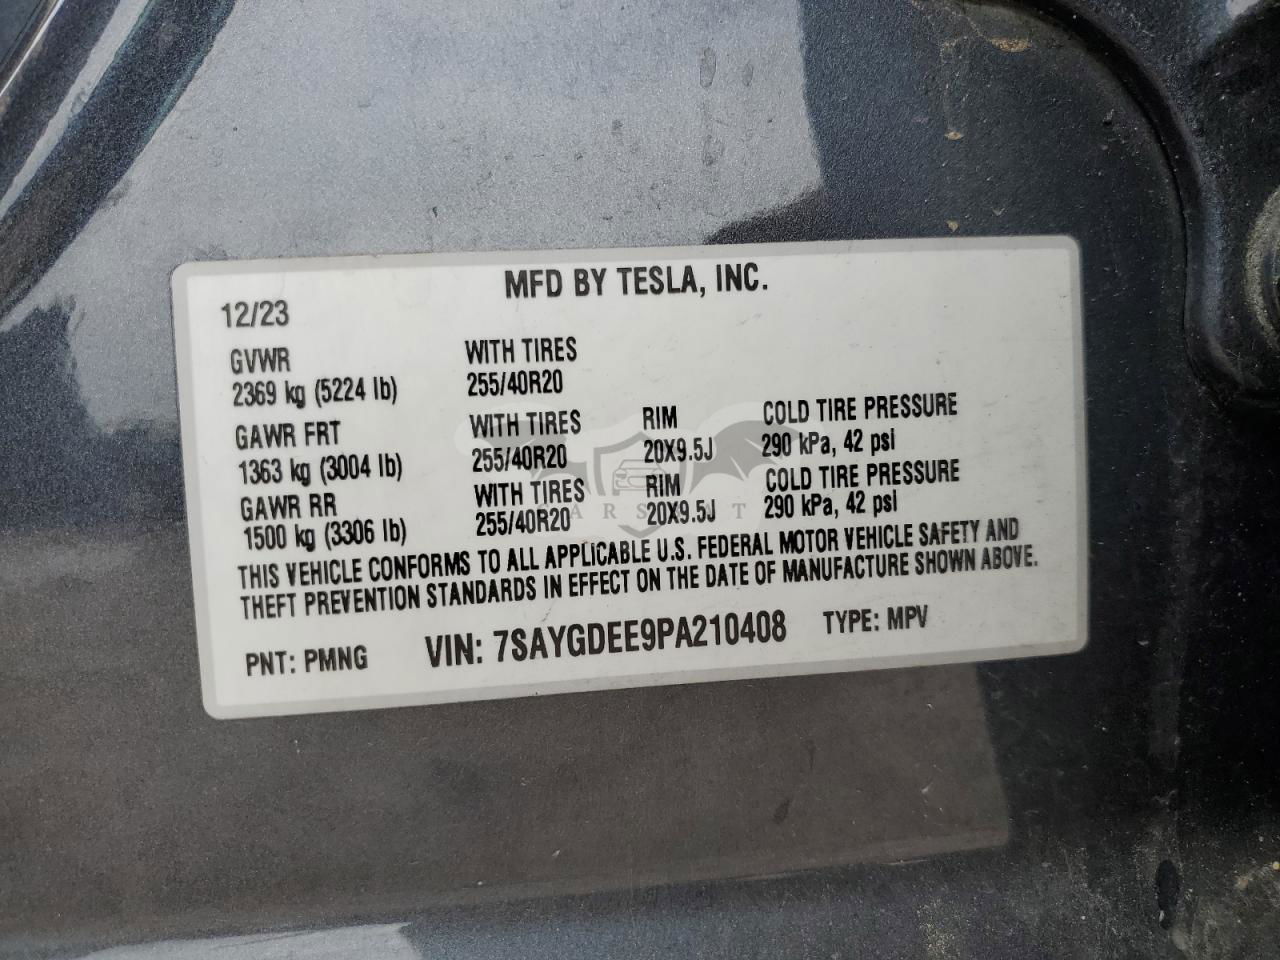 MFD BY TESLA, INC.
12/23
GVWR WITH TIRES
2369 kg (5224 lb) 255/40R20
GAWR FRT WITH TIRES RIM COLD TIRE PRESSURE
1363 kg (3004 lb) 255/40R20 20X9.5J 290 kPa, 42 psi
GAWR RR WITH TIRES RIM COLD TIRE PRESSURE
1500 kg (3306 lb) 255/40R20 20X9.5J 290 kPa, 42 psi
THIS VEHICLE CONFORMS TO ALL APPLICABLE U.S. FEDERAL MOTOR VEHICLE SAFETY AND
THEFT PREVENTION STANDARDS IN EFFECT ON THE DATE OF MANUFACTURE SHOWN ABOVE.
PNT: PMNG VIN: 7SAYGDEE9PA210408 TYPE: MPV